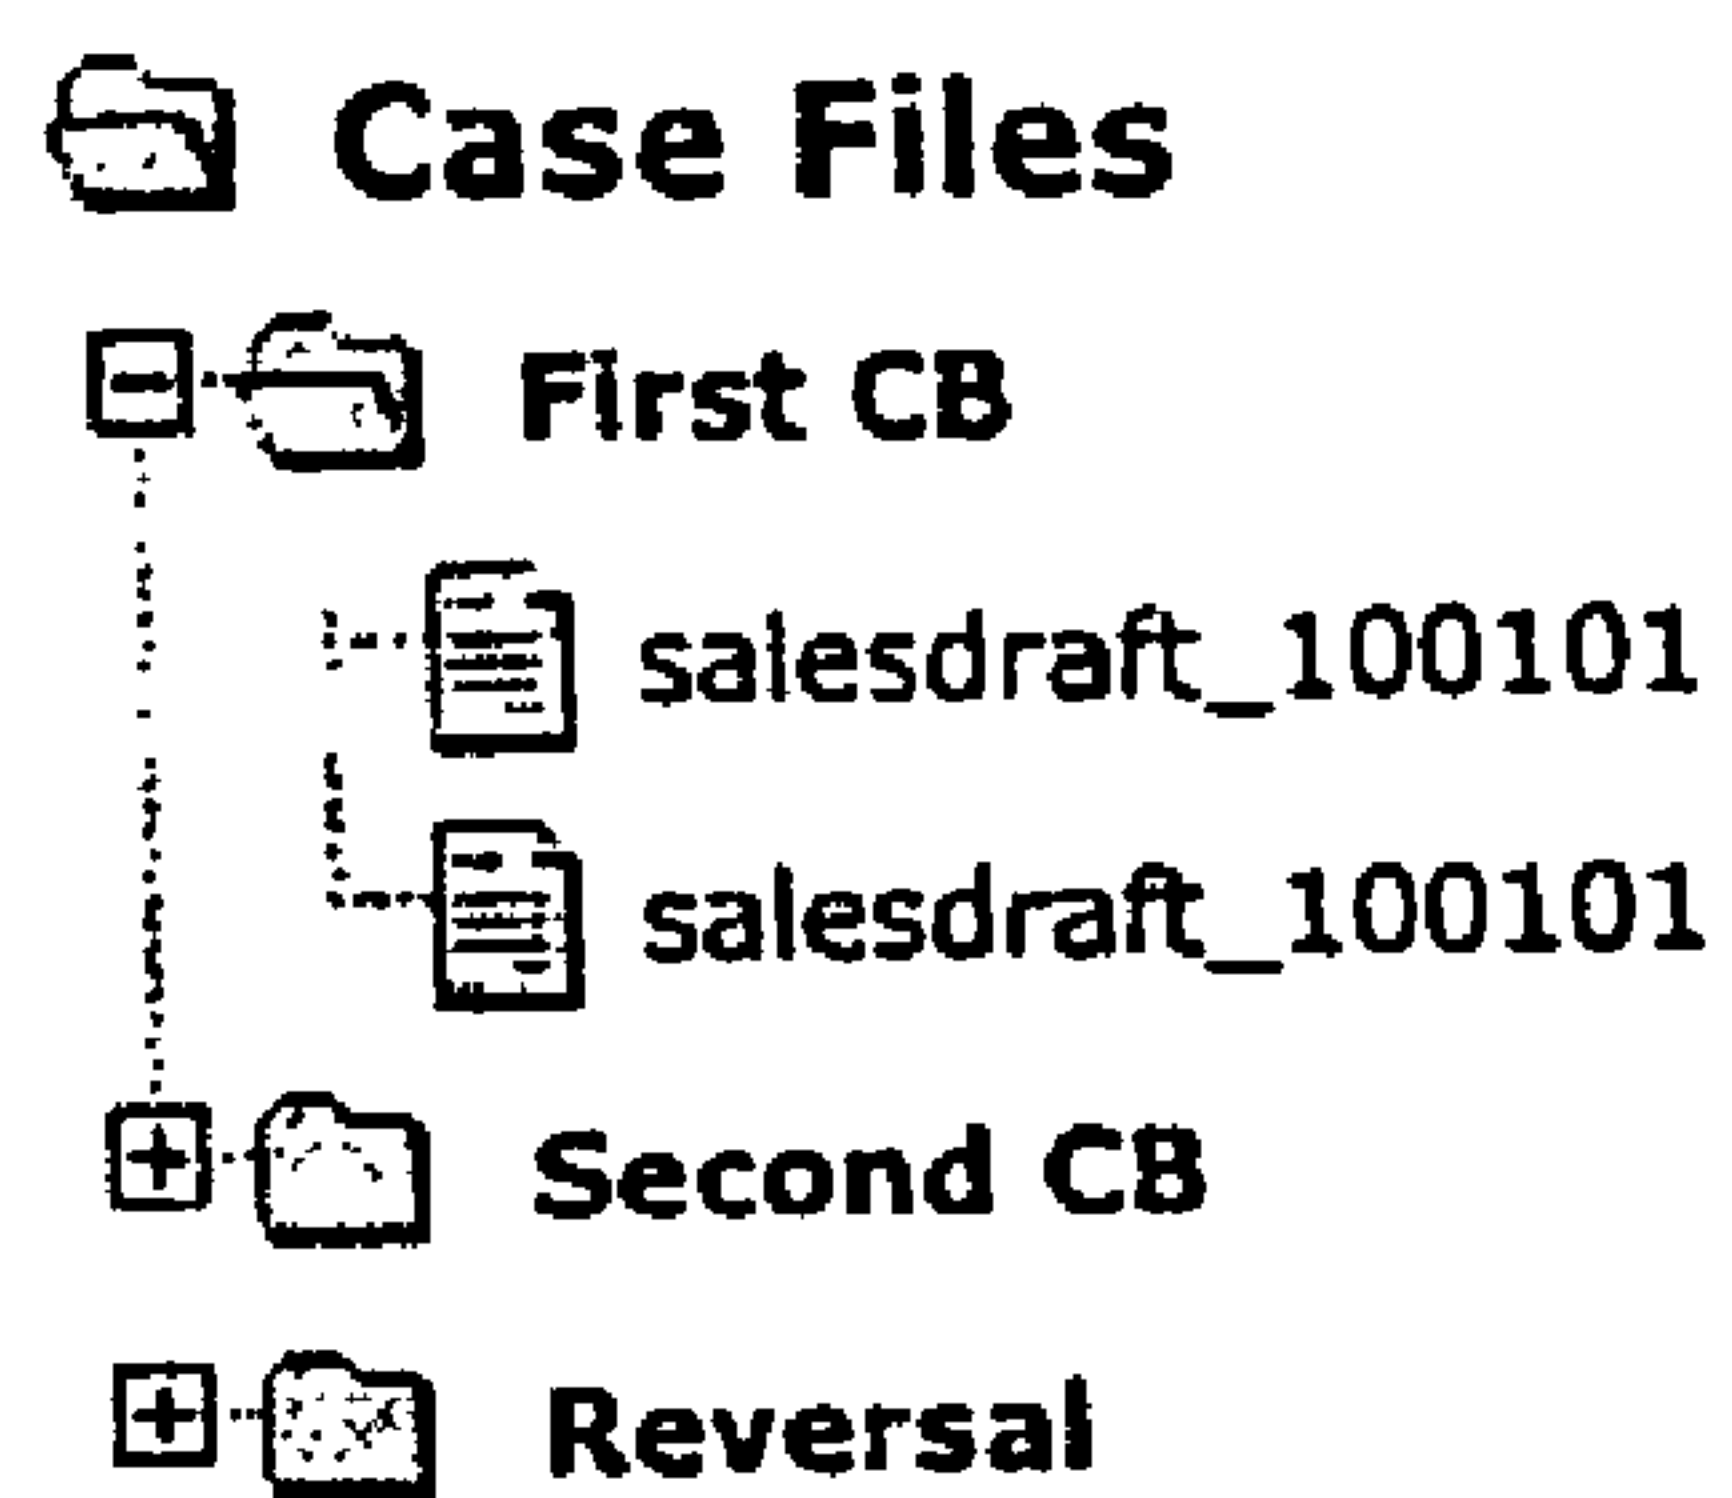 Case Files
First CB
salesdraft_100101
salesdraft_100101
Second CB
Reversal